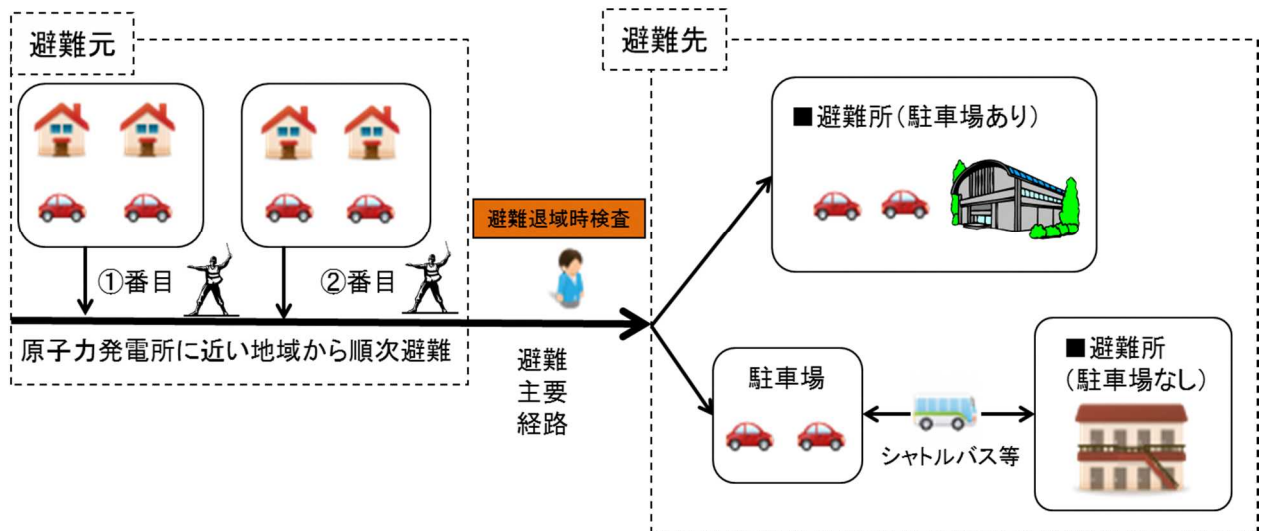 避難元
①番目
②番目
原子力発電所に近い地域から順次避難
避難退域時検査
避難
主要
経路
避難先
■避難所(駐車場あり)
駐車場
シャトルバス等
■避難所
(駐車場なし)